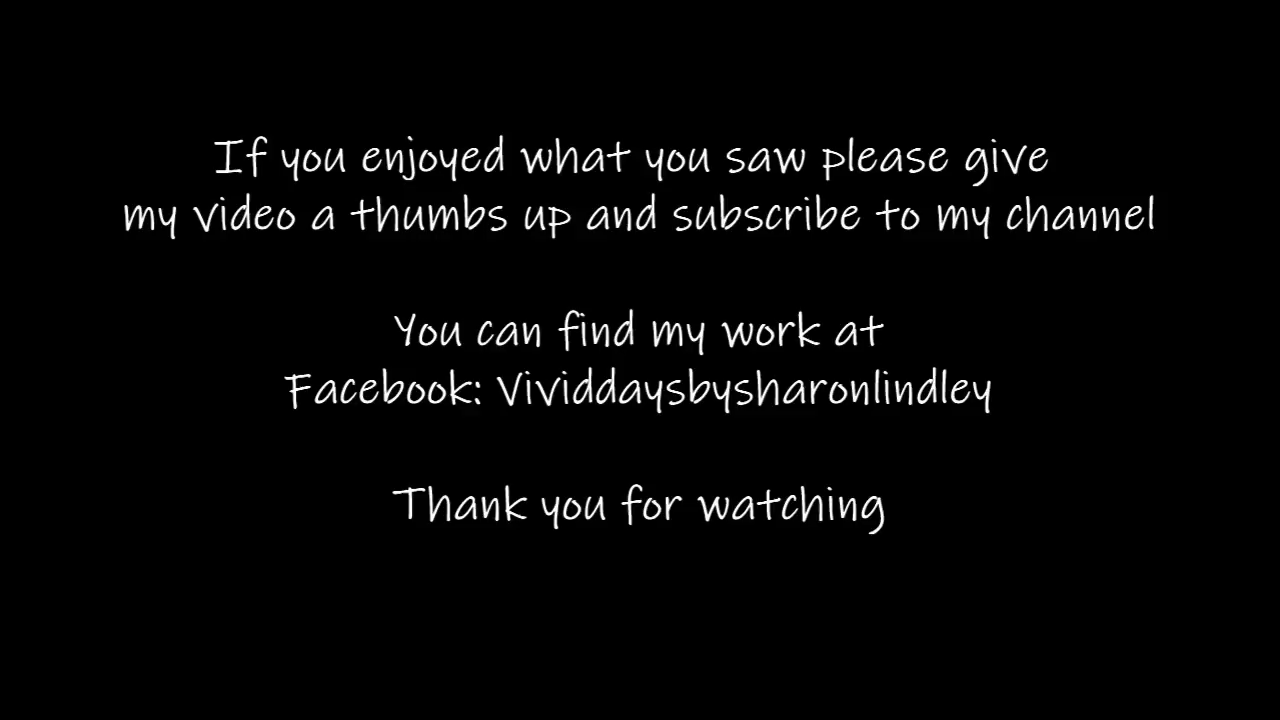 If you enjoyed what you saw please give
my video a thumbs up and subscribe to my channel
You can find my work at
Facebook: Vividdaysbysharonlindley
Thank you for watching